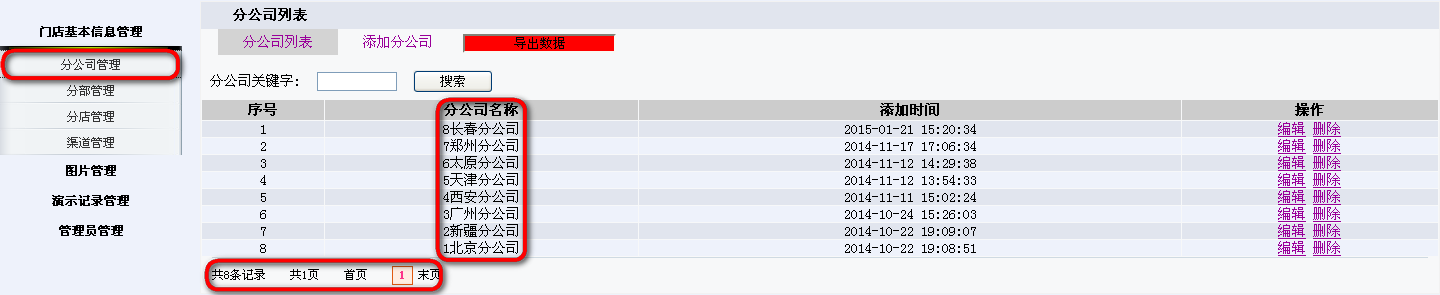 门店基本信息管理
分公司管理
分部管理
分店管理
渠道管理
图片管理
演示记录管理
管理员管理
分公司列表
分公司列表 添加分公司 导出数据
分公司关键字： 搜索
序号 分公司名称 添加时间 操作
1 8长春分公司 2015-01-21 15:20:34 编辑 删除
2 7郑州分公司 2014-11-17 17:06:34 编辑 删除
3 6太原分公司 2014-11-12 14:29:38 编辑 删除
4 5天津分公司 2014-11-12 13:54:33 编辑 删除
5 4西安分公司 2014-11-11 15:02:24 编辑 删除
6 3广州分公司 2014-10-24 15:26:03 编辑 删除
7 2新疆分公司 2014-10-22 19:09:07 编辑 删除
8 1北京分公司 2014-10-22 19:08:51 编辑 删除
共8条记录 共1页 首页 1 末页